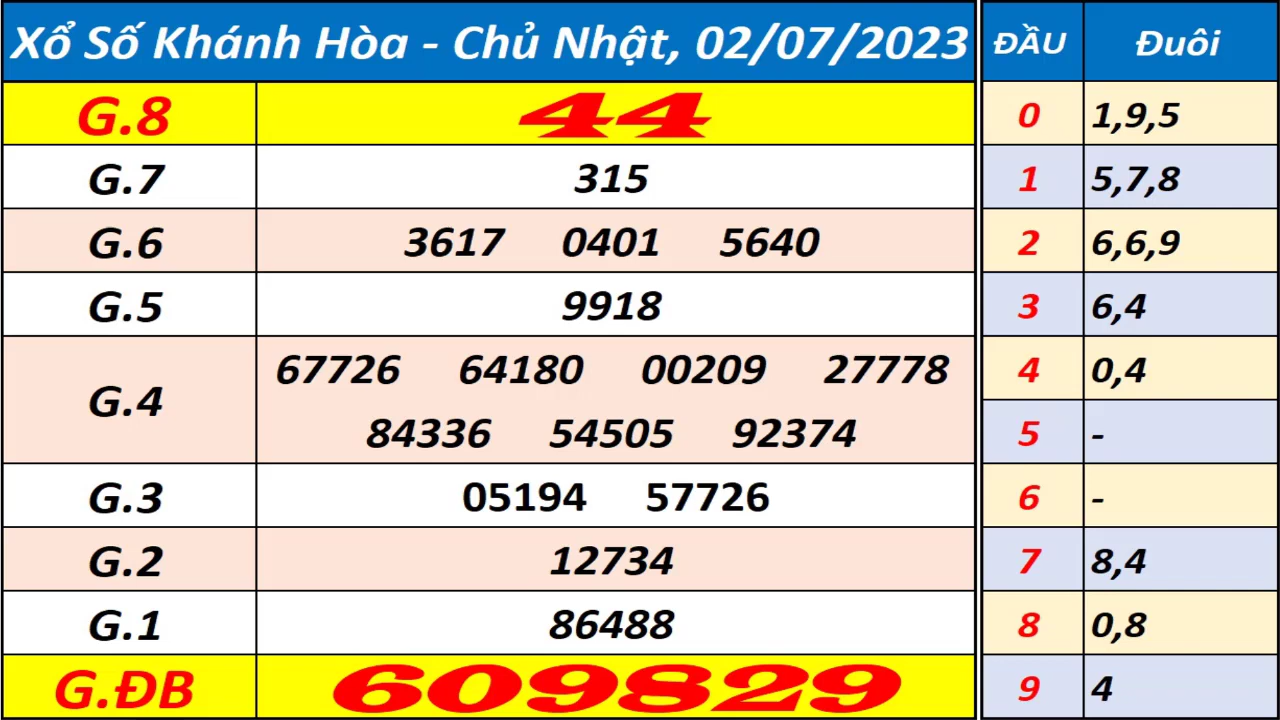 Xổ Số Khánh Hòa - Chủ Nhật, 02/07/2023
G.8 44
G.7 315
G.6 3617 0401 5640
G.5 9918
G.4 67726 64180 00209 27778
84336 54505 92374
G.3 05194 57726
G.2 12734
G.1 86488
G.ĐB 609829
ĐẦU Đuôi
0 1,9,5
1 5,7,8
2 6,6,9
3 6,4
4 0,4
5 -
6 -
7 8,4
8 0,8
9 4